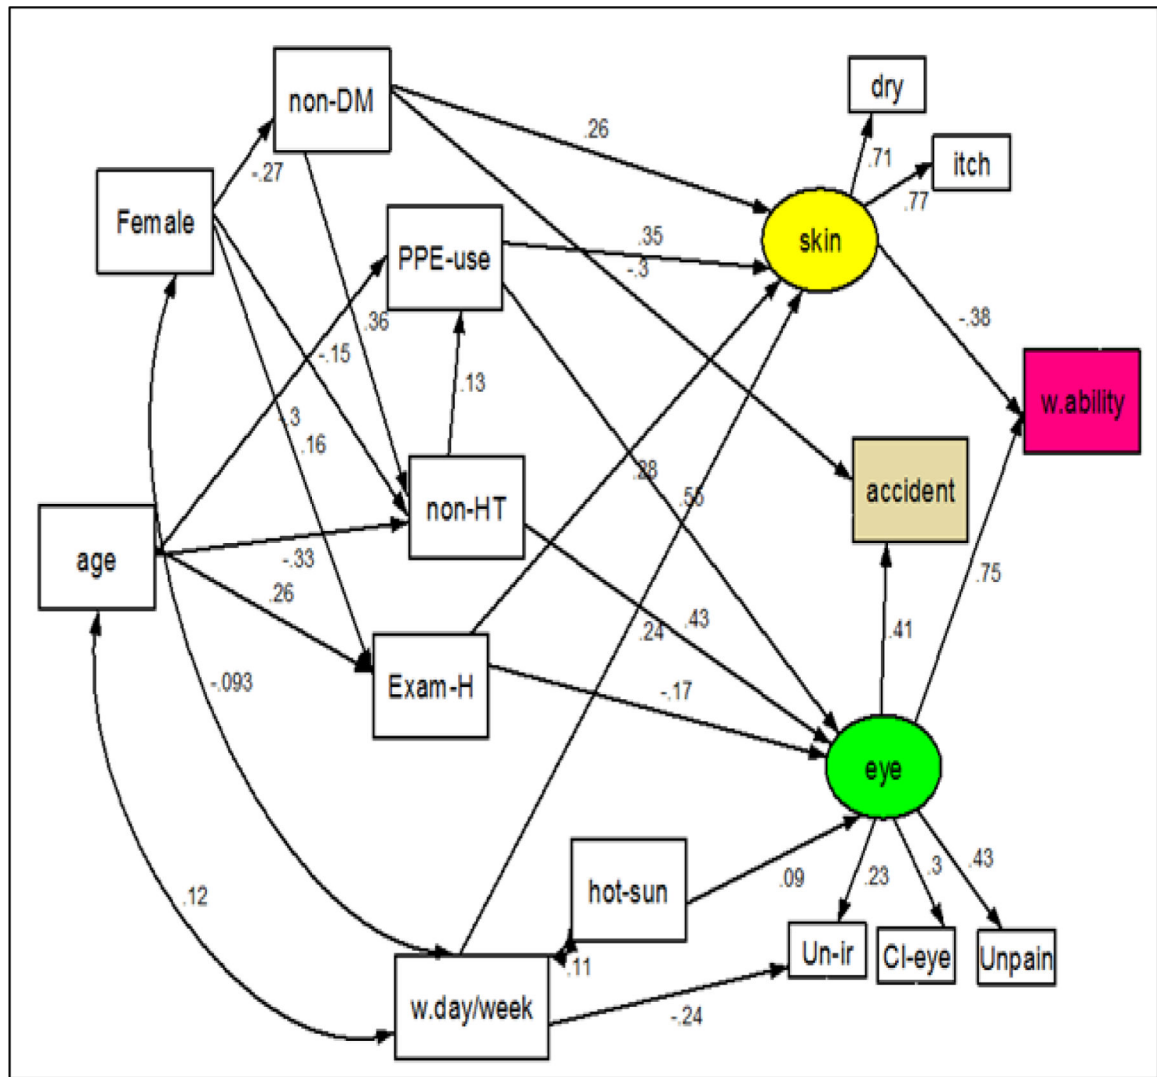 dry
non-DM
.26
.71
itch
-.27
.77
Female
skin
PPE-use
.35
-.3
.36
-.38
-.15
.13
w.ability
.16
.28
accident
non-HT
.55
age
-.33
.75
.26
.24
.43
.41
Exam-H
-.17
-.093
eye
hot-sun
.09
.23
.3
.43
.12
Un-ir
Cl-eye
Unpain
.11
w.day/week
-.24